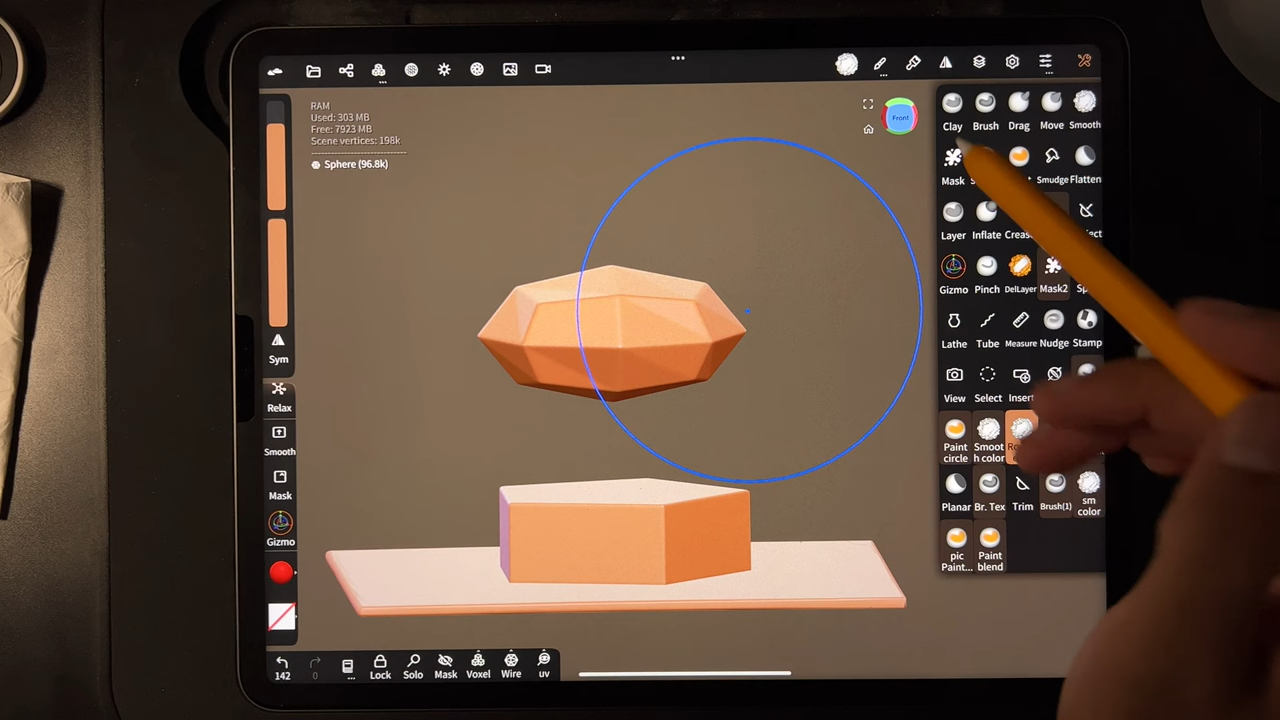 RAM
Used: 303 MB
Free: 7923 MB
Scene vertices: 198k
Sphere (96.8k)
Front
Clay Brush Drag Move Smooth
Mask Smudge Flatten
Layer Inflate
Gizmo Pinch DelLayer Mask2
Lathe Tube Measure Nudge Stamp
View Select Insert
Paint circle
Smooth color
Planar Br. Tex Trim Brush(1) sm color
pic Paint... Paint blend
Sym
Relax
Smooth
Mask
Gizmo
142 0 Lock Solo Mask Voxel Wire uv